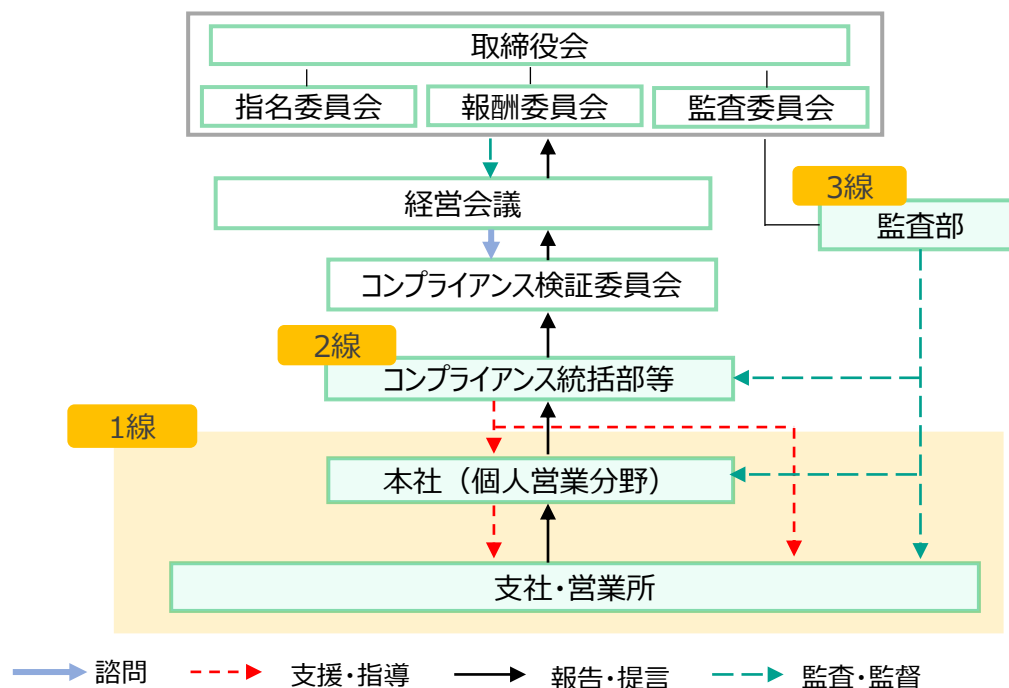 取締役会
指名委員会
報酬委員会
監査委員会
経営会議
3線
監査部
コンプライアンス検証委員会
2線
コンプライアンス統括部等
1線
本社（個人営業分野）
支社・営業所
諮問
支援・指導
報告・提言
監査・監督